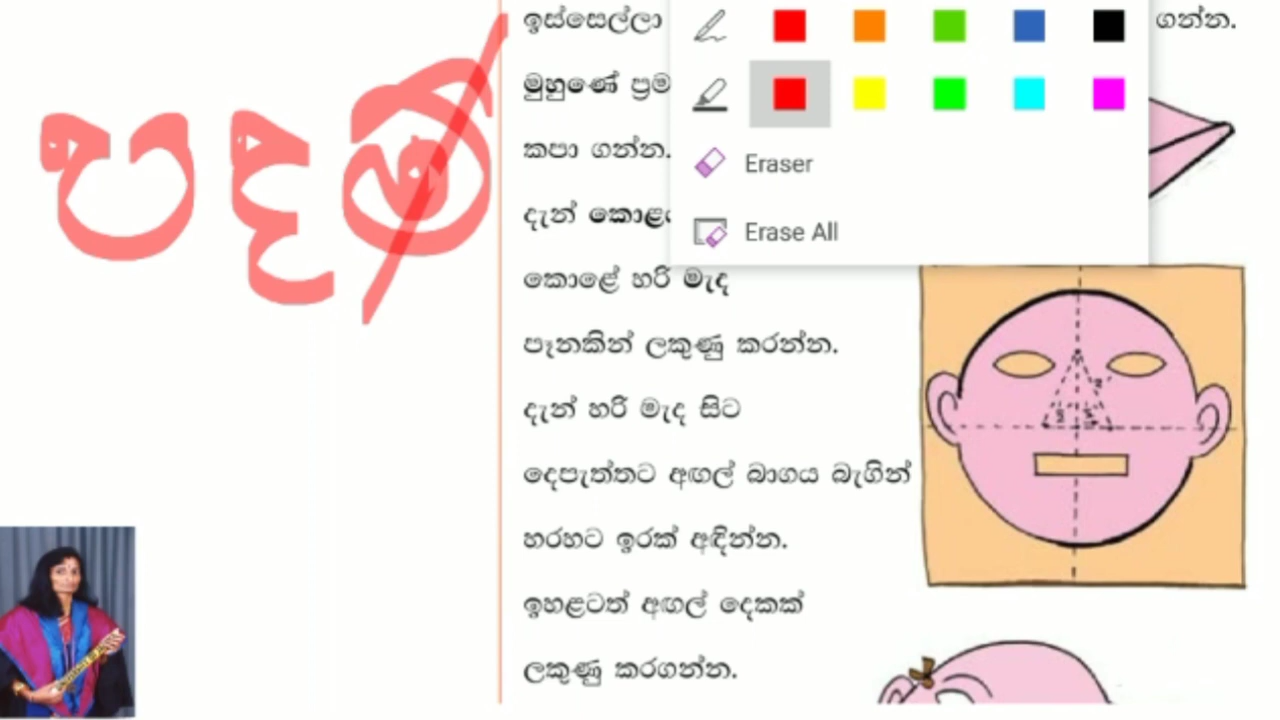 පදම්
ඉස්සෙල්ලා
ගන්න.
මුහුණේ ප්‍රම
කපා ගන්න.
දැන් කොළ
කොළේ හරි මැද
පෑනකින් ලකුණු කරන්න.
දැන් හරි මැද සිට
දෙපැත්තට අඟල් බාගය බැගින්
හරහට ඉරක් අඳින්න.
ඉහළටත් අඟල් දෙකක්
ලකුණු කරගන්න.
Eraser
Erase All